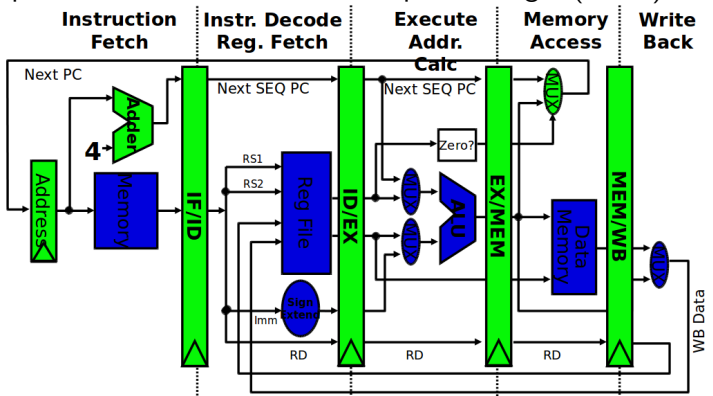 Instruction
Fetch
Instr. Decode
Reg. Fetch
Execute
Addr.
Calc
Memory
Access
Write
Back
Next PC
Next SEQ PC
Next SEQ PC
MUX
Adder
4
Zero?
RS1
RS2
Address
Memory
IF/ID
Reg File
ID/EX
MUX
MUX
ALU
EX/MEM
Data
Memory
MEM/WB
MUX
Sign
Extend
Imm
RD
RD
RD
WB Data